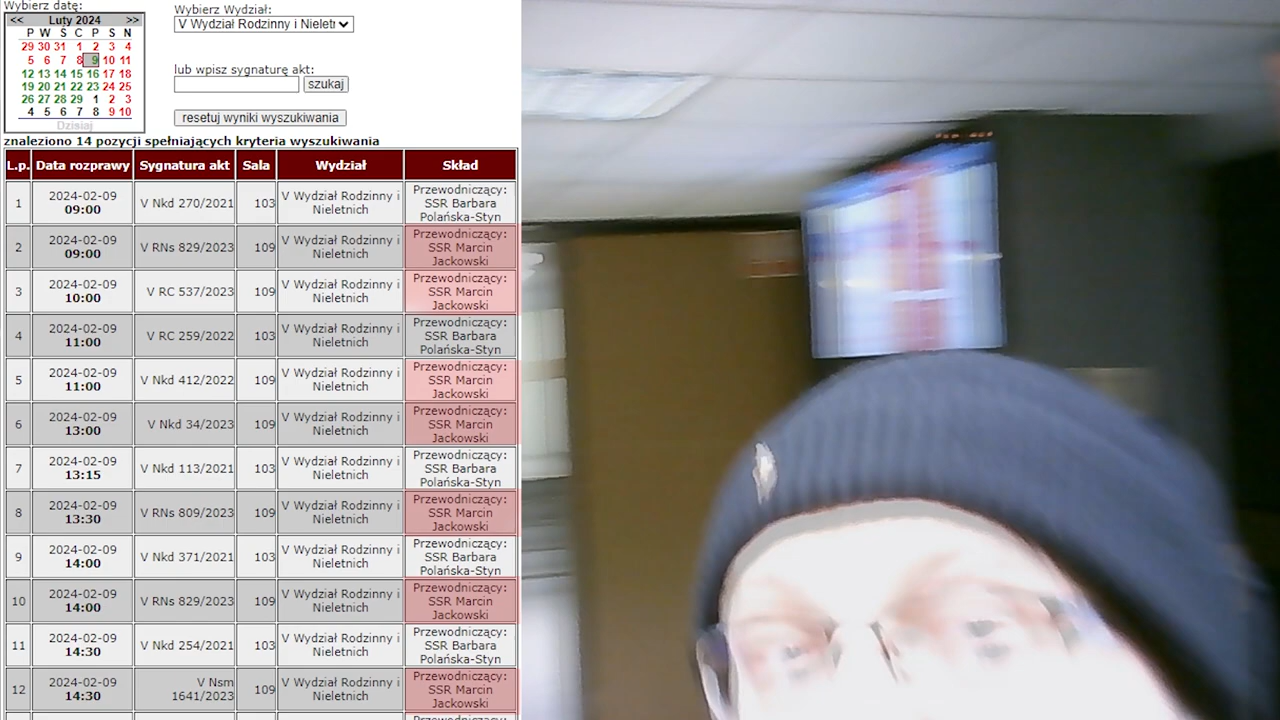 Wybierz datę:
<< Luty 2024 >>
P W Ś C P S N
29 30 31 1 2 3 4
5 6 7 8 9 10 11
12 13 14 15 16 17 18
19 20 21 22 23 24 25
26 27 28 29 1 2 3
4 5 6 7 8 9 10
Dzisiaj
Wybierz Wydział:
V Wydział Rodzinny i Nieletn
lub wpisz sygnaturę akt:
szukaj
resetuj wyniki wyszukiwania
znaleziono 14 pozycji spełniających kryteria wyszukiwania
L.p. Data rozprawy Sygnatura akt Sala Wydział Skład
1 2024-02-09 09:00 V Nkd 270/2021 103 V Wydział Rodzinny i Nieletnich Przewodniczący: SSR Barbara Polańska-Styn
2 2024-02-09 09:00 V RNs 829/2023 109 V Wydział Rodzinny i Nieletnich Przewodniczący: SSR Marcin Jackowski
3 2024-02-09 10:00 V RC 537/2023 109 V Wydział Rodzinny i Nieletnich Przewodniczący: SSR Marcin Jackowski
4 2024-02-09 11:00 V RC 259/2022 103 V Wydział Rodzinny i Nieletnich Przewodniczący: SSR Barbara Polańska-Styn
5 2024-02-09 11:00 V Nkd 412/2022 109 V Wydział Rodzinny i Nieletnich Przewodniczący: SSR Marcin Jackowski
6 2024-02-09 13:00 V Nkd 34/2023 109 V Wydział Rodzinny i Nieletnich Przewodniczący: SSR Marcin Jackowski
7 2024-02-09 13:15 V Nkd 113/2021 103 V Wydział Rodzinny i Nieletnich Przewodniczący: SSR Barbara Polańska-Styn
8 2024-02-09 13:30 V RNs 809/2023 109 V Wydział Rodzinny i Nieletnich Przewodniczący: SSR Marcin Jackowski
9 2024-02-09 14:00 V Nkd 371/2021 103 V Wydział Rodzinny i Nieletnich Przewodniczący: SSR Barbara Polańska-Styn
10 2024-02-09 14:00 V RNs 829/2023 109 V Wydział Rodzinny i Nieletnich Przewodniczący: SSR Marcin Jackowski
11 2024-02-09 14:30 V Nkd 254/2021 103 V Wydział Rodzinny i Nieletnich Przewodniczący: SSR Barbara Polańska-Styn
12 2024-02-09 14:30 V Nsm 1641/2023 109 V Wydział Rodzinny i Nieletnich Przewodniczący: SSR Marcin Jackowski